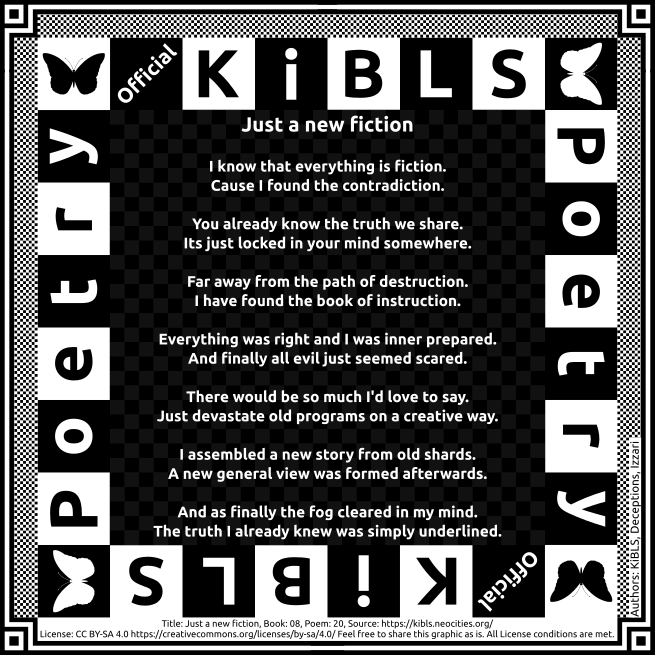 Official KiBLS
Poetry
Poetry
Just a new fiction
I know that everything is fiction.
Cause I found the contradiction.
You already know the truth we share.
Its just locked in your mind somewhere.
Far away from the path of destruction.
I have found the book of instruction.
Everything was right and I was inner prepared.
And finally all evil just seemed scared.
There would be so much I'd love to say.
Just devastate old programs on a creative way.
I assembled a new story from old shards.
A new general view was formed afterwards.
And as finally the fog cleared in my mind.
The truth I already knew was simply underlined.
Official KiBLS
Authors: KiBLS, Deceptions, Izzari
Title: Just a new fiction, Book: 08, Poem: 20, Source: https://kibls.neocities.org/
License: CC BY-SA 4.0 https://creativecommons.org/licenses/by-sa/4.0/ Feel free to share this graphic as is. All License conditions are met.